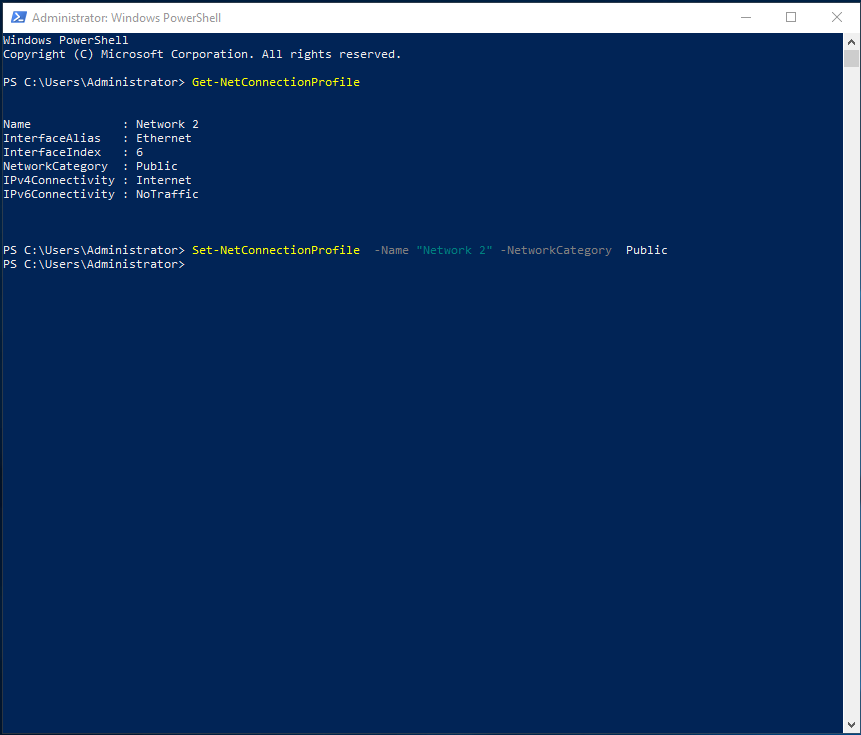 Administrator: Windows PowerShell
Windows PowerShell
Copyright (C) Microsoft Corporation. All rights reserved.
PS C:\Users\Administrator> Get-NetConnectionProfile
Name             : Network 2
InterfaceAlias   : Ethernet
InterfaceIndex   : 6
NetworkCategory  : Public
IPv4Connectivity : Internet
IPv6Connectivity : NoTraffic
PS C:\Users\Administrator> Set-NetConnectionProfile  -Name "Network 2" -NetworkCategory  Public
PS C:\Users\Administrator>